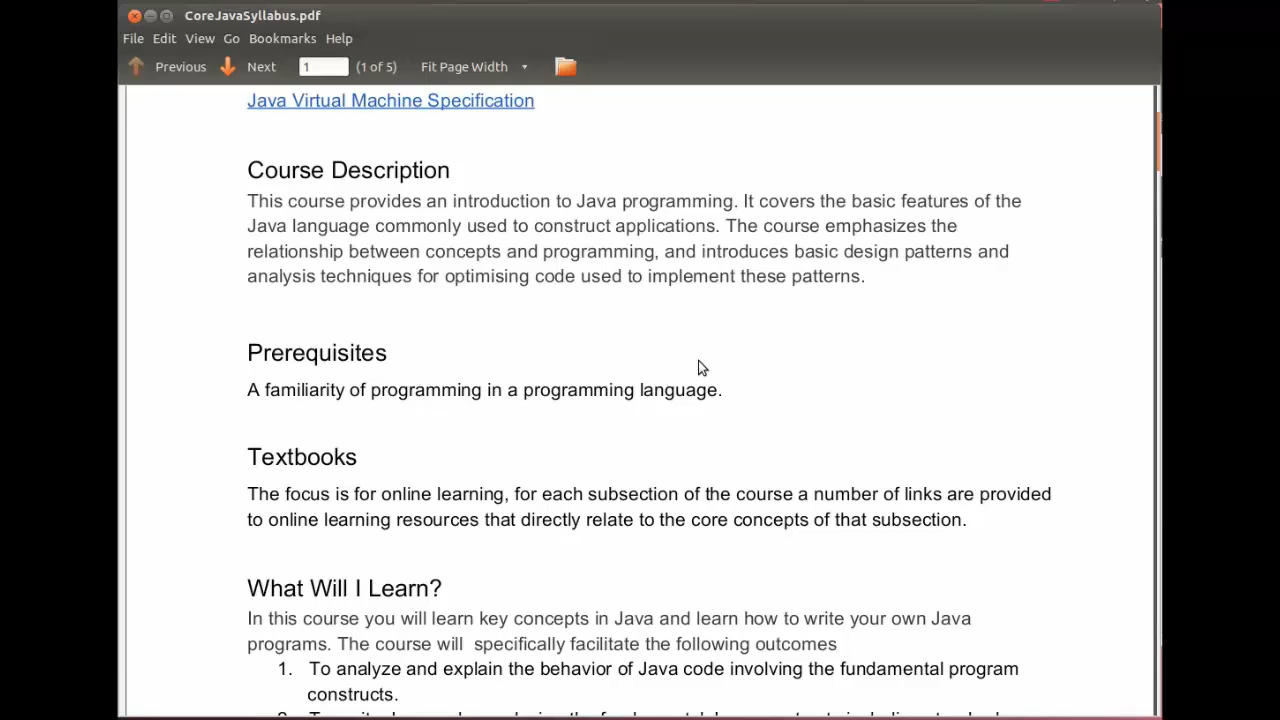 CoreJavaSyllabus.pdf
File Edit View Go Bookmarks Help
Previous Next 1 (1 of 5) Fit Page Width
Java Virtual Machine Specification
Course Description
This course provides an introduction to Java programming. It covers the basic features of the
Java language commonly used to construct applications. The course emphasizes the
relationship between concepts and programming, and introduces basic design patterns and
analysis techniques for optimising code used to implement these patterns.
Prerequisites
A familiarity of programming in a programming language.
Textbooks
The focus is for online learning, for each subsection of the course a number of links are provided
to online learning resources that directly relate to the core concepts of that subsection.
What Will I Learn?
In this course you will learn key concepts in Java and learn how to write your own Java
programs. The course will specifically facilitate the following outcomes
1. To analyze and explain the behavior of Java code involving the fundamental program
constructs.